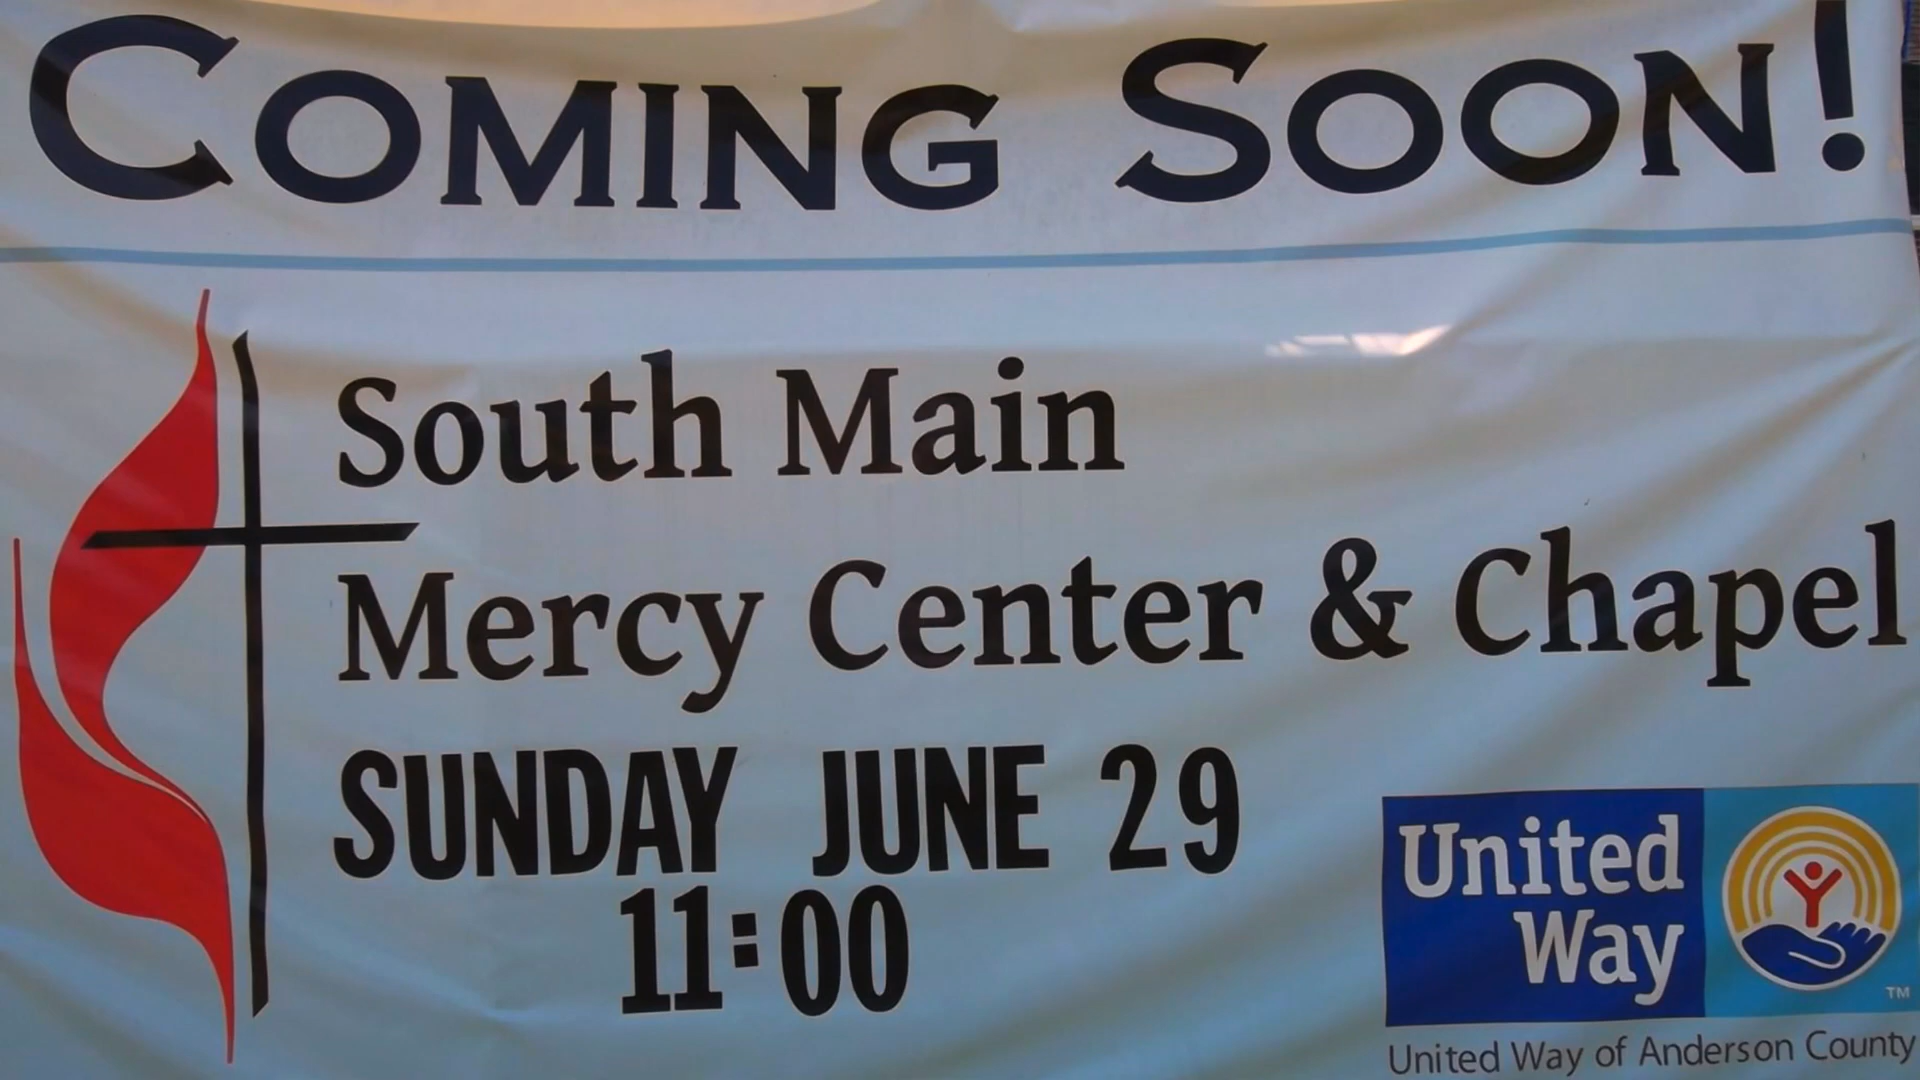 COMING SOON!
South Main
Mercy Center & Chapel
SUNDAY JUNE 29
11:00
United
Way
TM
United Way of Anderson County